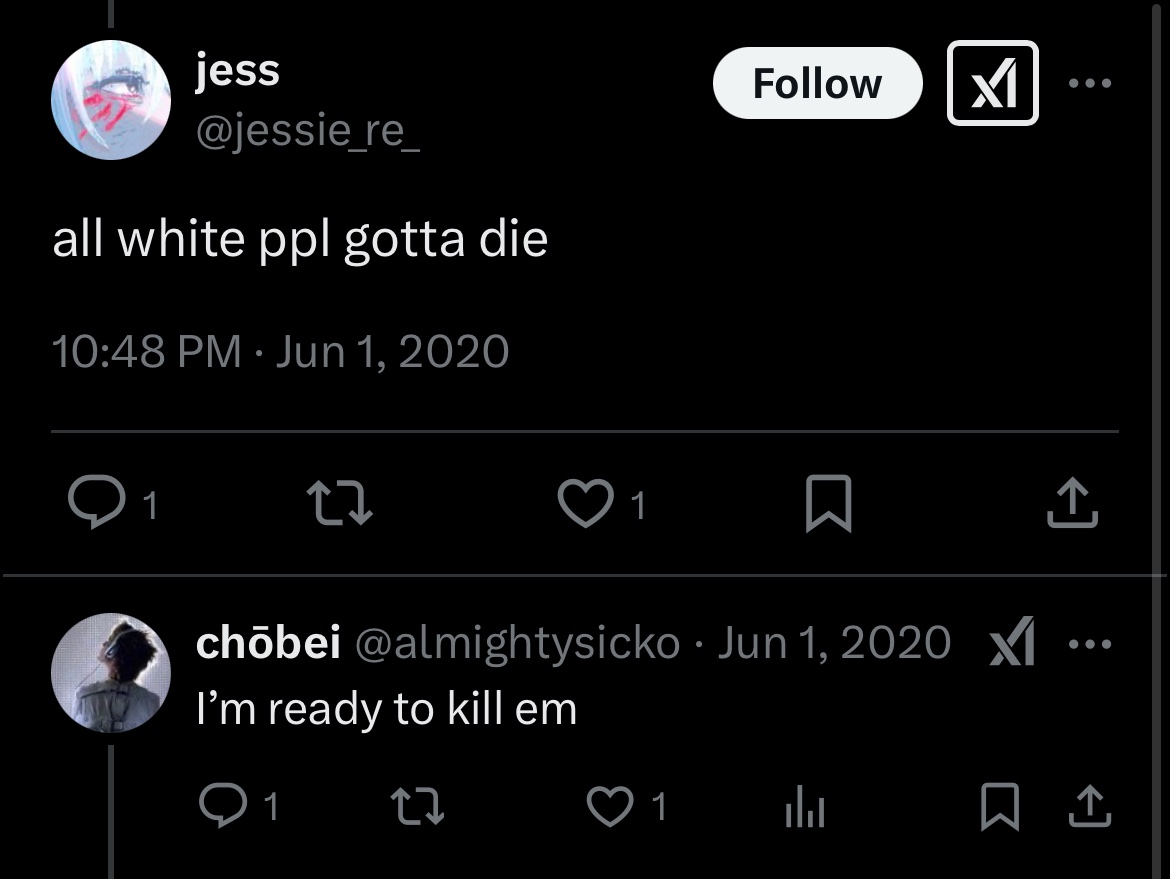 jess
Follow
@jessie_re_
all white ppl gotta die
10:48 PM · Jun 1, 2020
1 1
chōbei @almightysicko · Jun 1, 2020
I’m ready to kill em
1 1